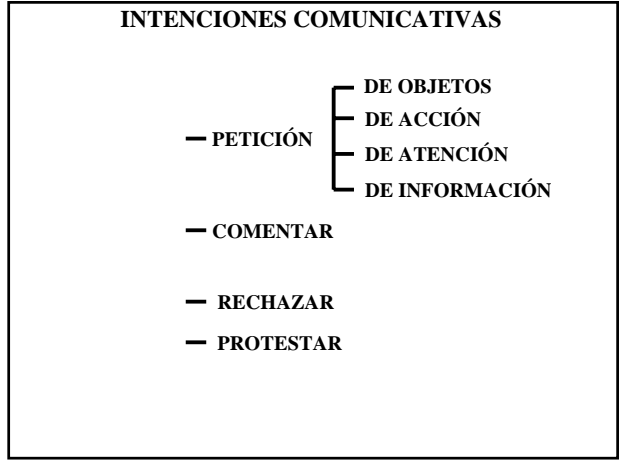 INTENCIONES COMUNICATIVAS
DE OBJETOS
DE ACCIÓN
PETICIÓN
DE ATENCIÓN
DE INFORMACIÓN
COMENTAR
RECHAZAR
PROTESTAR